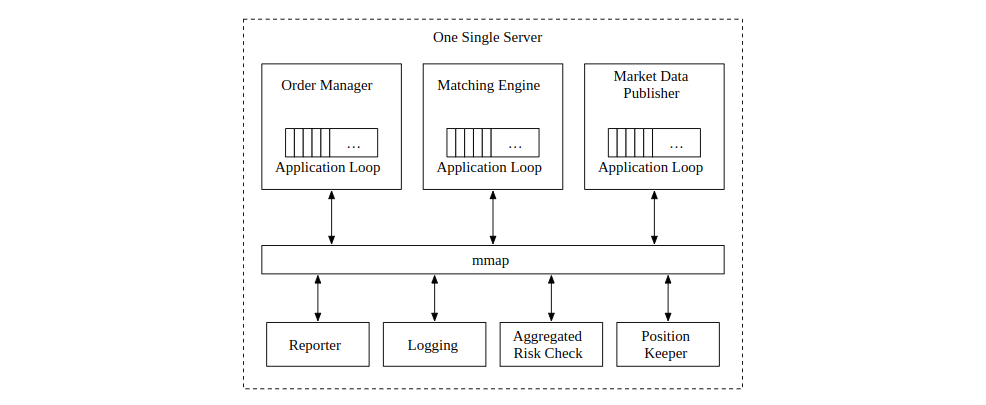 One Single Server
Order Manager
Matching Engine
Market Data
Publisher
...
...
...
Application Loop
Application Loop
Application Loop
mmap
Reporter
Logging
Aggregated
Risk Check
Position
Keeper